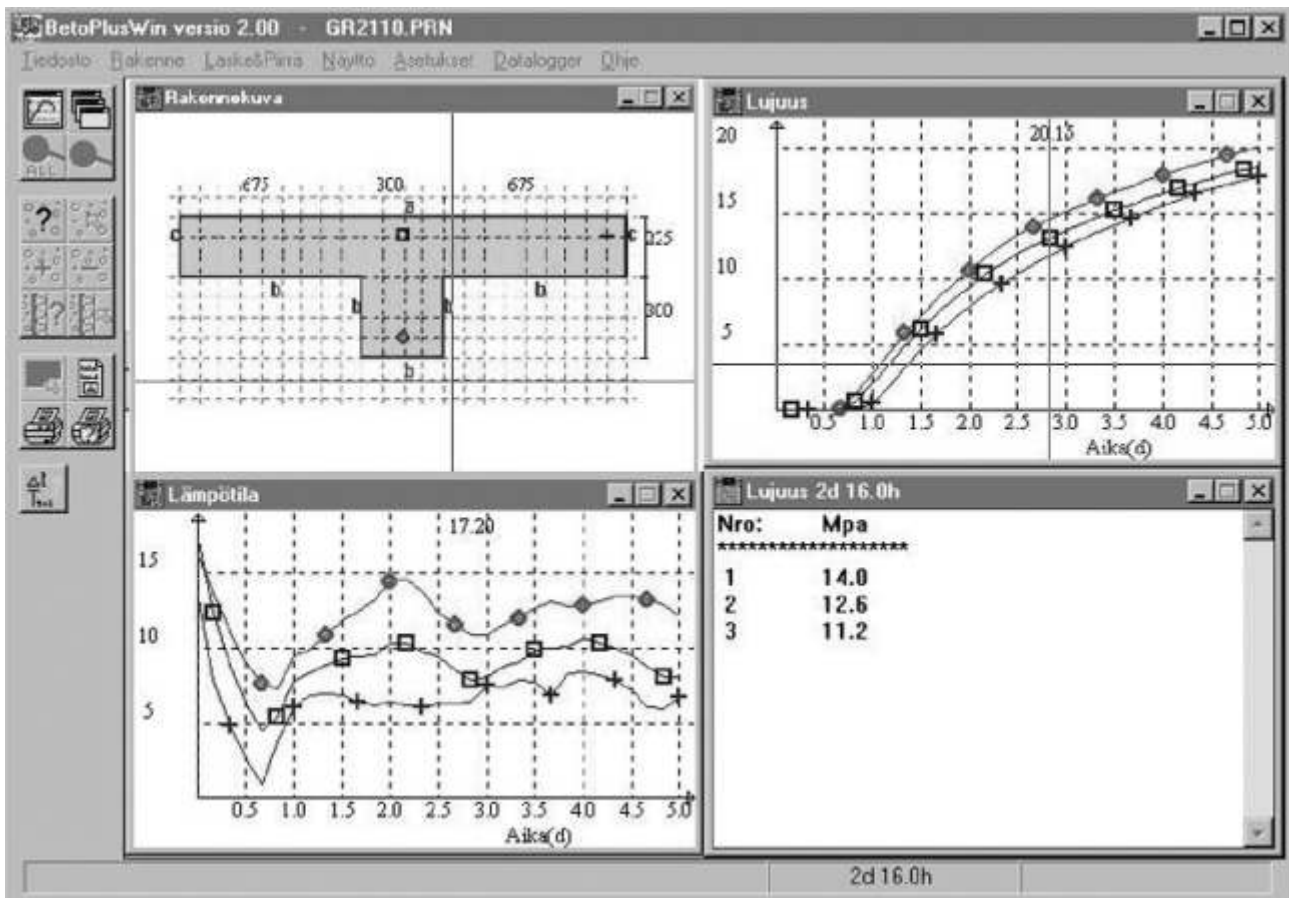 BetoPlusWin versio 2.00 - GR2110.PRN
Tiedosto Rakenne Laske&Piirrä Näyttö Asetukset Datalogger Ohje
ALL
Rakennekuva
675 300 675
a
c c 225
b b
b b 300
b
Lujuus
20.13
20
15
10
5
0.5 1.0 1.5 2.0 2.5 3.0 3.5 4.0 4.5 5.0
Aika(d)
Lämpötila
17.20
15
10
5
0.5 1.0 1.5 2.0 2.5 3.0 3.5 4.0 4.5 5.0
Aika(d)
Lujuus 2d 16.0h
Nro: Mpa
*******************
1 14.0
2 12.6
3 11.2
2d 16.0h